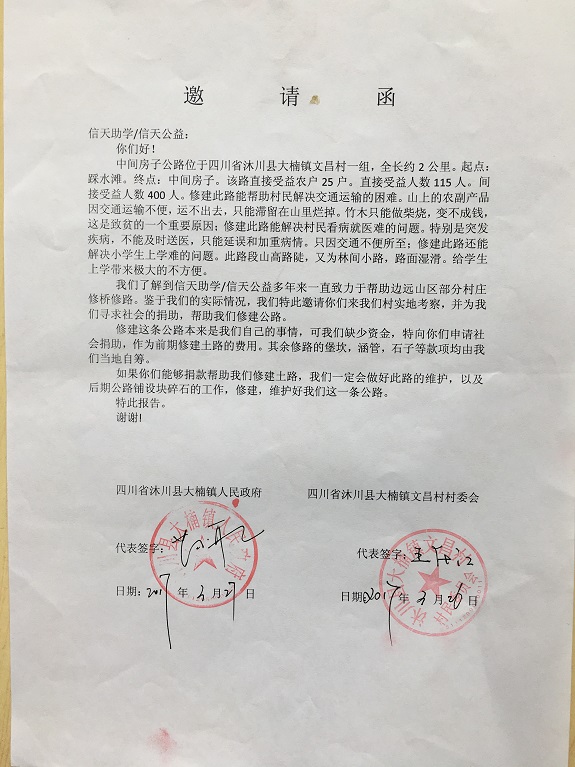 邀请函
信天助学/信天公益：
你们好！
中间房子公路位于四川省沐川县大楠镇文昌村一组，全长约 2 公里。起点：
踩水滩。终点：中间房子。该路直接受益农户 25 户。直接受益人数 115 人。间
接受益人数 400 人。修建此路能帮助村民解决交通运输的困难。山上的农副产品
因交通运输不便，运不出去，只能滞留在山里烂掉。竹木只能做柴烧，变不成钱，
这是致贫的一个重要原因；修建此路能解决村民看病就医难的问题。特别是突发
疾病，不能及时送医，只能延误和加重病情。只因交通不便所至；修建此路还能
解决小学生上学难的问题。此路段山高路陡，又为林间小路，路面湿滑。给学生
上学带来极大的不方便。
我们了解到信天助学/信天公益多年来一直致力于帮助边远山区部分村庄
修桥修路。鉴于我们的实际情况，我们特此邀请你们来我们村实地考察，并为我
们寻求社会的捐助，帮助我们修建公路。
修建这条公路本来是我们自己的事情，可我们缺少资金，特向你们申请社
会捐助，作为前期修建土路的费用。其余修路的堡坎，涵管，石子等款项均由我
们当地自筹。
如果你们能够捐款帮助我们修建土路，我们一定会做好此路的维护，以及
后期公路铺设块碎石的工作，修建，维护好我们这一条公路。
特此报告。
谢谢!
四川省沐川县大楠镇人民政府
四川省沐川县大楠镇文昌村村委会
代表签字：
代表签字：
日期：2017 年 3 月 27 日
日期：2017 年 3 月 26 日